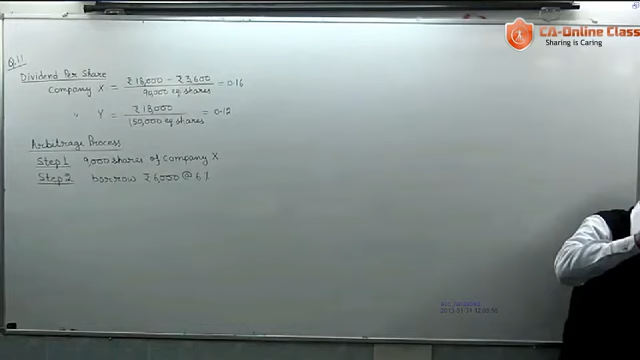 CA-Online Class
Sharing is Caring
Q.11
Dividend Per Share
Company X = ₹18,000 - ₹3,600 / 90,000 eq shares = 0.16
" Y = ₹18,000 / 150,000 eq shares = 0.12
Arbitrage Process
Step 1 9,000 shares of company X
Step 2 borrow ₹6,000 @ 6%